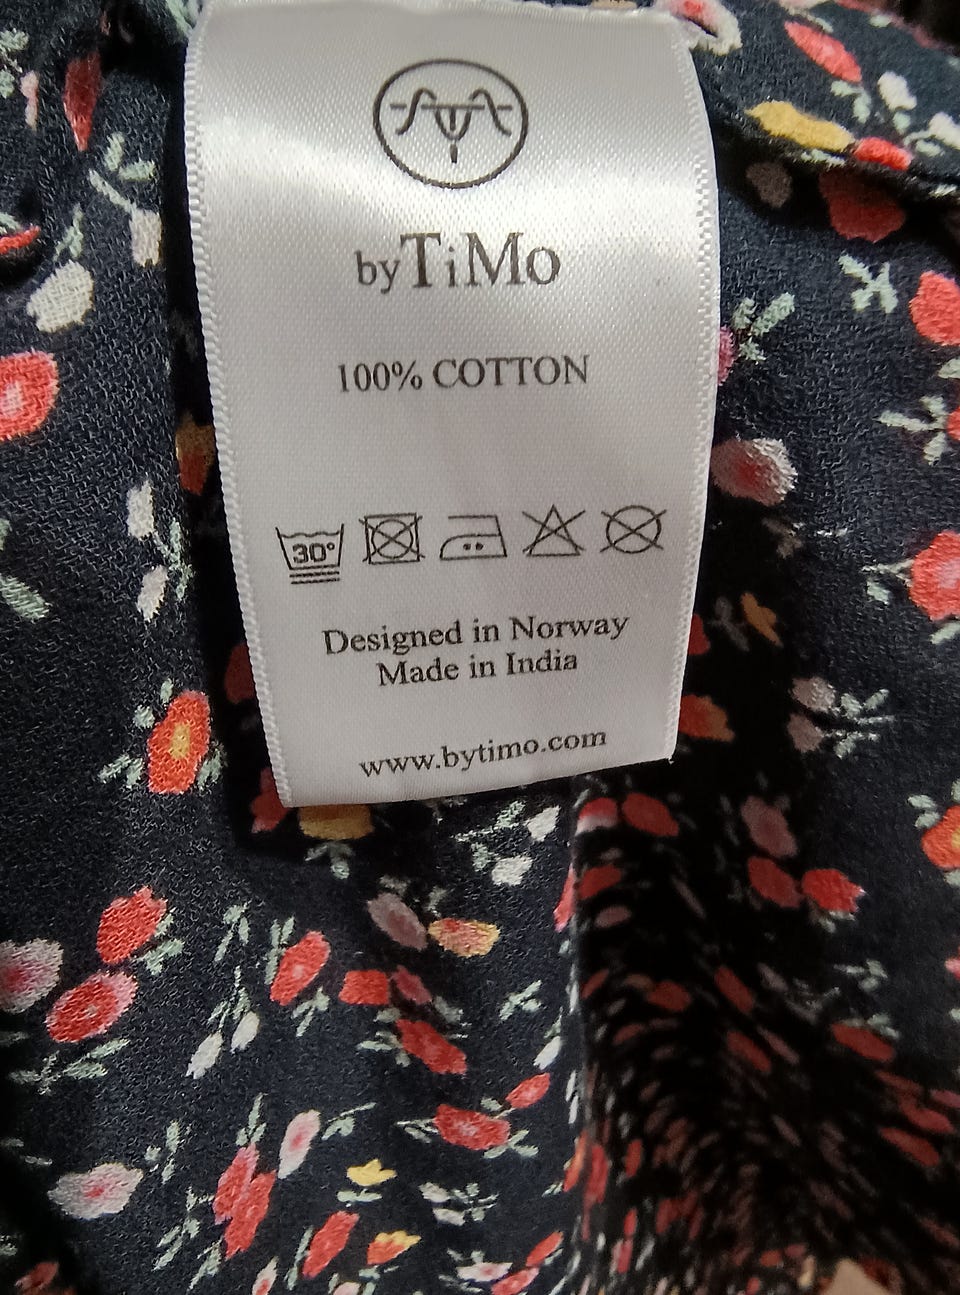 byTiMo
100% COTTON
30°
Designed in Norway
Made in India
www.bytimo.com